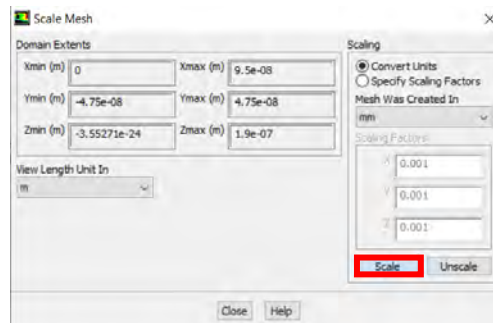 Scale Mesh
Domain Extents
Xmin (m) 0 Xmax (m) 9.5e-08
Ymin (m) -4.75e-08 Ymax (m) 4.75e-08
Zmin (m) -3.55271e-24 Zmax (m) 1.9e-07
View Length Unit In
m
Scaling
Convert Units
Specify Scaling Factors
Mesh Was Created In
mm
Scaling Factors
X 0.001
Y 0.001
Z 0.001
Scale Unscale
Close Help